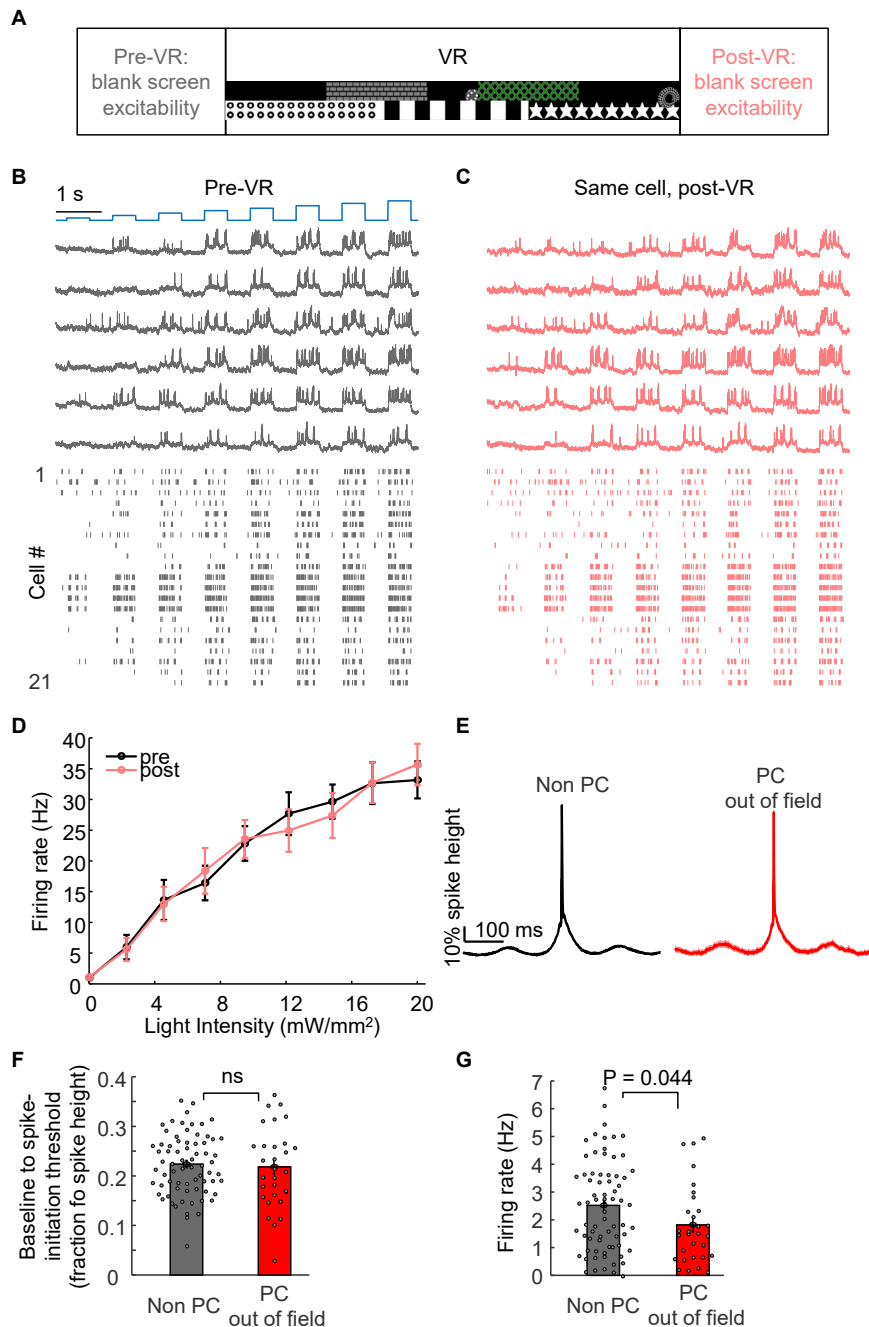 A
Pre-VR:
blank screen
excitability
VR
Post-VR:
blank screen
excitability
B
Pre-VR
1 s
C
Same cell, post-VR
1
Cell #
21
D
40
35
30
25
20
15
10
5
0
Firing rate (Hz)
pre
post
0 4 8 12 16 20
Light Intensity (mW/mm²)
E
Non PC
PC
out of field
10% spike height
100 ms
F
0.4
0.3
0.2
0.1
0
Baseline to spike-
initiation threshold
(fraction fo spike height)
ns
Non PC
PC
out of field
G
P = 0.044
7
6
5
4
3
2
1
0
Firing rate (Hz)
Non PC
PC
out of field